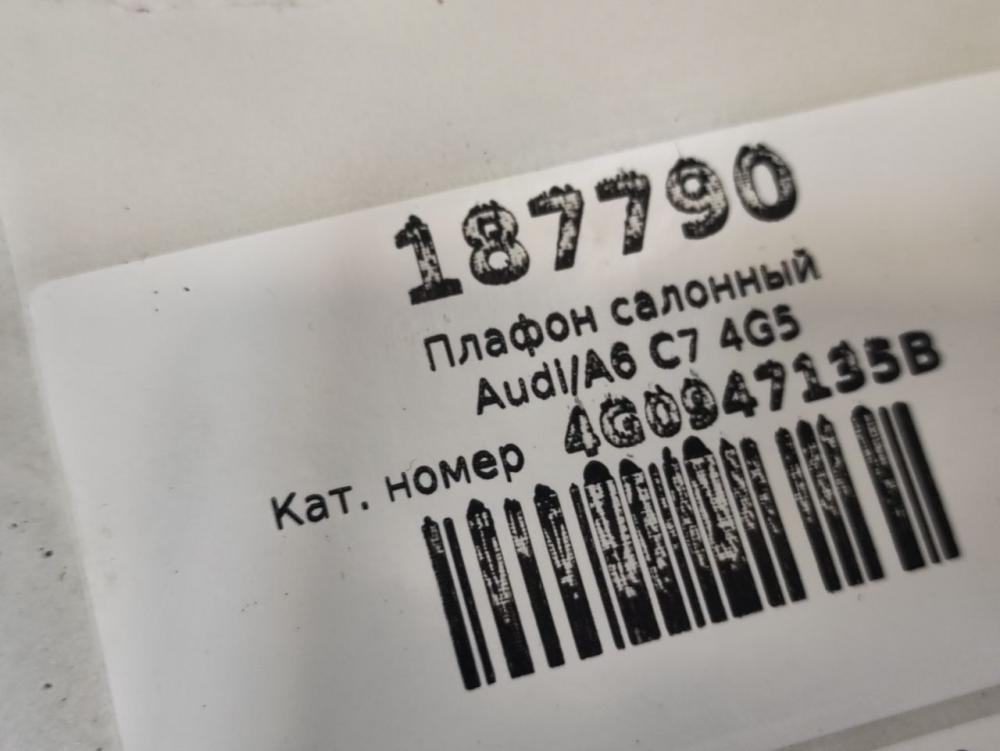 187790
Плафон салонный
Audi/A6 C7 4G5
Кат. номер 4G0947135B